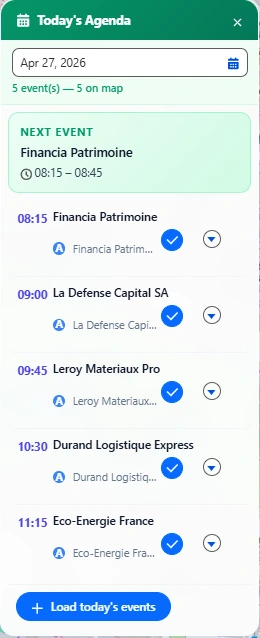 Today's Agenda
×
Apr 27, 2026
5 event(s) — 5 on map
NEXT EVENT
Financia Patrimoine
08:15 – 08:45
08:15 Financia Patrimoine
A Financia Patrim...
09:00 La Defense Capital SA
A La Defense Capi...
09:45 Leroy Materiaux Pro
A Leroy Materiaux...
10:30 Durand Logistique Express
A Durand Logistiq...
11:15 Eco-Energie France
A Eco-Energie Fra...
+ Load today's events